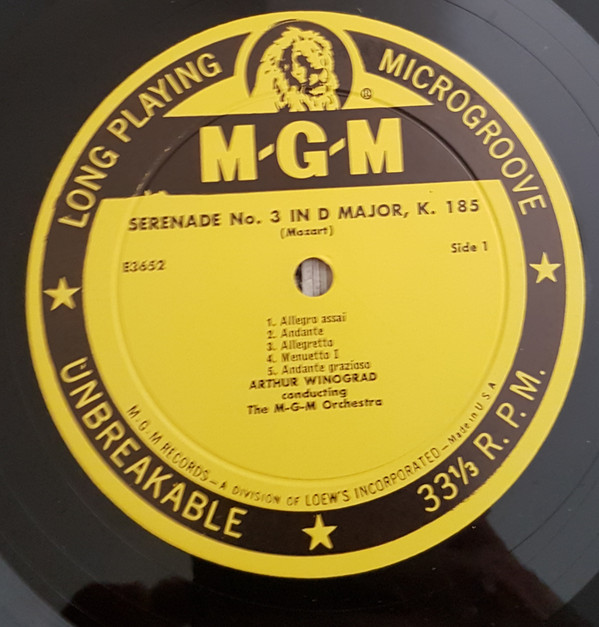 LONG PLAYING
MICROGROOVE
M-G-M
SERENADE No. 3 IN D MAJOR, K. 185
(Mozart)
E3652
Side 1
1. Allegro assai
2. Andante
3. Allegretto
4. Menuetto I
5. Andante grazioso
ARTHUR WINOGRAD
conducting
The M-G-M Orchestra
M-G-M RECORDS—A DIVISION OF LOEW'S INCORPORATED—Made in U S A
UNBREAKABLE
33⅓ R. P. M.